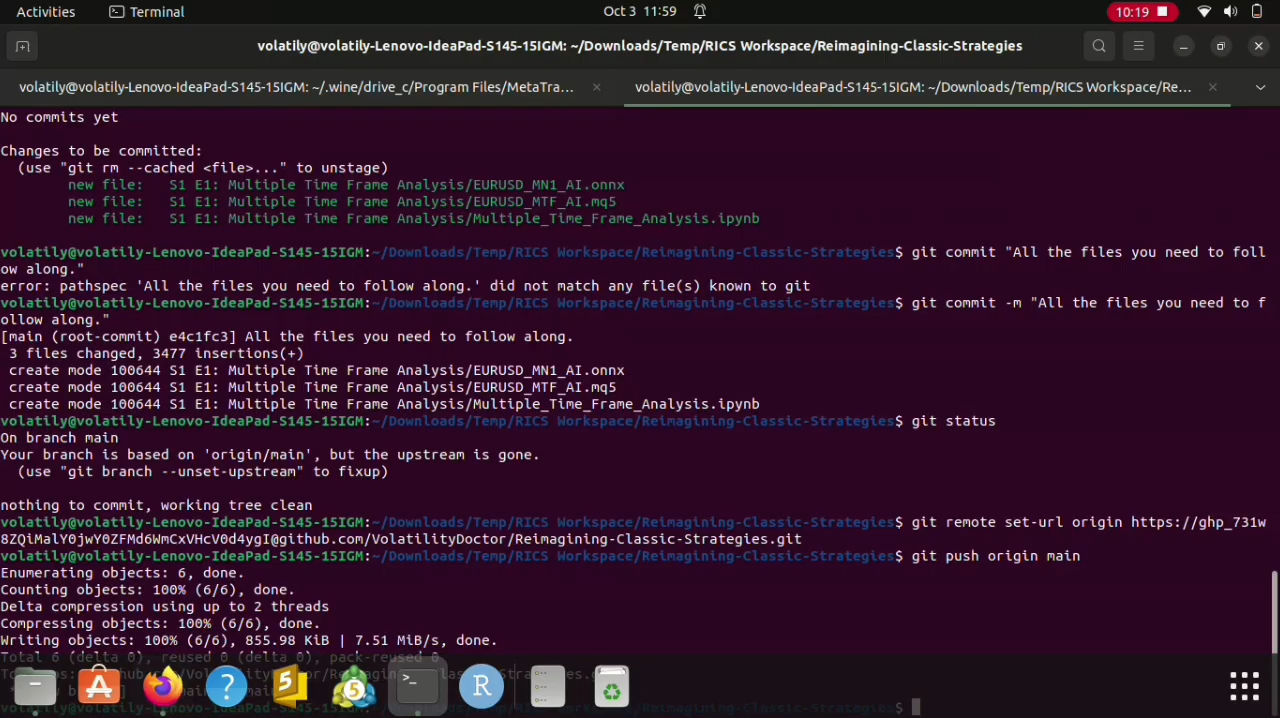 Activities Terminal Oct 3 11:59 10:19
volatily@volatily-Lenovo-IdeaPad-S145-15IGM: ~/Downloads/Temp/RICS Workspace/Reimagining-Classic-Strategies
volatily@volatily-Lenovo-IdeaPad-S145-15IGM: ~/.wine/drive_c/Program Files/MetaTra... volatily@volatily-Lenovo-IdeaPad-S145-15IGM: ~/Downloads/Temp/RICS Workspace/Re...
No commits yet
Changes to be committed:
(use "git rm --cached <file>..." to unstage)
new file: S1 E1: Multiple Time Frame Analysis/EURUSD_MN1_AI.onnx
new file: S1 E1: Multiple Time Frame Analysis/EURUSD_MTF_AI.mq5
new file: S1 E1: Multiple Time Frame Analysis/Multiple_Time_Frame_Analysis.ipynb
volatily@volatily-Lenovo-IdeaPad-S145-15IGM:~/Downloads/Temp/RICS Workspace/Reimagining-Classic-Strategies$ git commit "All the files you need to foll
ow along."
error: pathspec 'All the files you need to follow along.' did not match any file(s) known to git
volatily@volatily-Lenovo-IdeaPad-S145-15IGM:~/Downloads/Temp/RICS Workspace/Reimagining-Classic-Strategies$ git commit -m "All the files you need to f
ollow along."
[main (root-commit) e4c1fc3] All the files you need to follow along.
3 files changed, 3477 insertions(+)
create mode 100644 S1 E1: Multiple Time Frame Analysis/EURUSD_MN1_AI.onnx
create mode 100644 S1 E1: Multiple Time Frame Analysis/EURUSD_MTF_AI.mq5
create mode 100644 S1 E1: Multiple Time Frame Analysis/Multiple_Time_Frame_Analysis.ipynb
volatily@volatily-Lenovo-IdeaPad-S145-15IGM:~/Downloads/Temp/RICS Workspace/Reimagining-Classic-Strategies$ git status
On branch main
Your branch is based on 'origin/main', but the upstream is gone.
(use "git branch --unset-upstream" to fixup)
nothing to commit, working tree clean
volatily@volatily-Lenovo-IdeaPad-S145-15IGM:~/Downloads/Temp/RICS Workspace/Reimagining-Classic-Strategies$ git remote set-url origin https://ghp_731w
8ZQiMalY0jwY0ZFMd6WmCxVHcV0d4ygI@github.com/VolatilityDoctor/Reimagining-Classic-Strategies.git
volatily@volatily-Lenovo-IdeaPad-S145-15IGM:~/Downloads/Temp/RICS Workspace/Reimagining-Classic-Strategies$ git push origin main
Enumerating objects: 6, done.
Counting objects: 100% (6/6), done.
Delta compression using up to 2 threads
Compressing objects: 100% (6/6), done.
Writing objects: 100% (6/6), 855.98 KiB | 7.51 MiB/s, done.
Total 6 (delta 0), reused 0 (delta 0), pack-reused 0